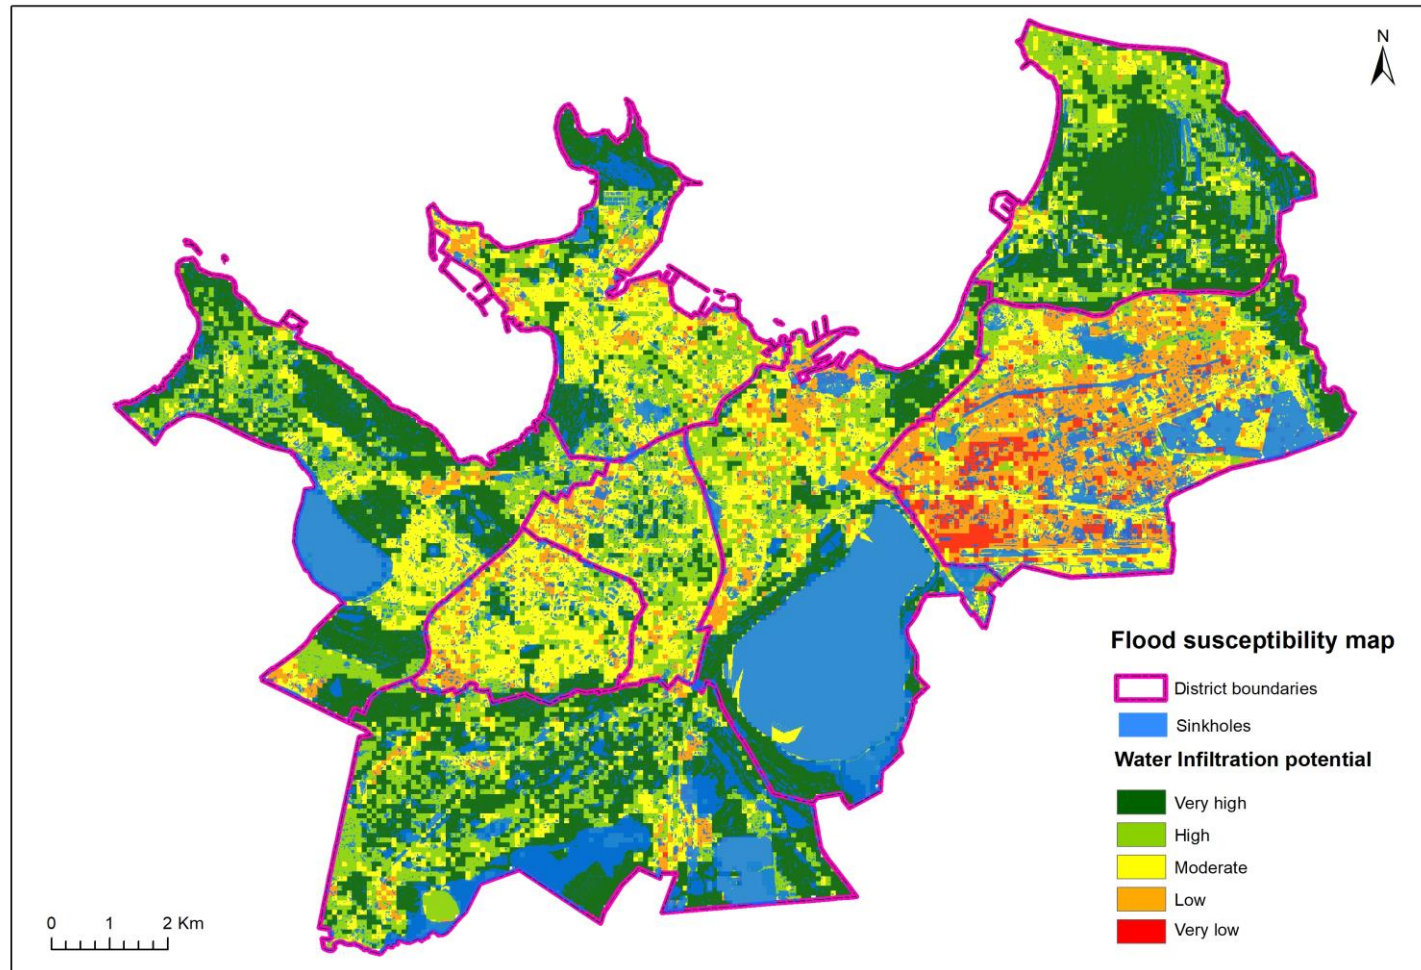 N
Flood susceptibility map
District boundaries
Sinkholes
Water Infiltration potential
Very high
High
Moderate
Low
Very low
0 1 2 Km